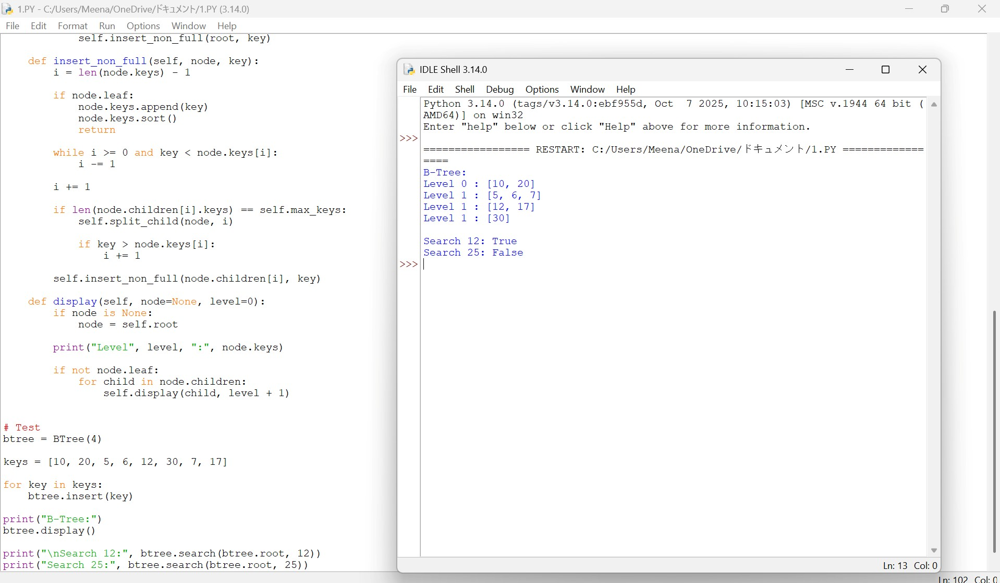 1.PY - C:/Users/Meena/OneDrive/ドキュメント/1.PY (3.14.0)
File Edit Format Run Options Window Help
            self.insert_non_full(root, key)
    def insert_non_full(self, node, key):
        i = len(node.keys) - 1
        if node.leaf:
            node.keys.append(key)
            node.keys.sort()
            return
        while i >= 0 and key < node.keys[i]:
            i -= 1
        i += 1
        if len(node.children[i].keys) == self.max_keys:
            self.split_child(node, i)
            if key > node.keys[i]:
                i += 1
        self.insert_non_full(node.children[i], key)
    def display(self, node=None, level=0):
        if node is None:
            node = self.root
        print("Level", level, ":", node.keys)
        if not node.leaf:
            for child in node.children:
                self.display(child, level + 1)
# Test
btree = BTree(4)
keys = [10, 20, 5, 6, 12, 30, 7, 17]
for key in keys:
    btree.insert(key)
print("B-Tree:")
btree.display()
print("\nSearch 12:", btree.search(btree.root, 12))
print("Search 25:", btree.search(btree.root, 25))
IDLE Shell 3.14.0
File Edit Shell Debug Options Window Help
Python 3.14.0 (tags/v3.14.0:ebf955d, Oct  7 2025, 10:15:03) [MSC v.1944 64 bit (
AMD64)] on win32
Enter "help" below or click "Help" above for more information.
>>>
================= RESTART: C:/Users/Meena/OneDrive/ドキュメント/1.PY =============
====
B-Tree:
Level 0 : [10, 20]
Level 1 : [5, 6, 7]
Level 1 : [12, 17]
Level 1 : [30]
Search 12: True
Search 25: False
>>>
Ln: 13 Col: 0
Ln: 102 Col: 0